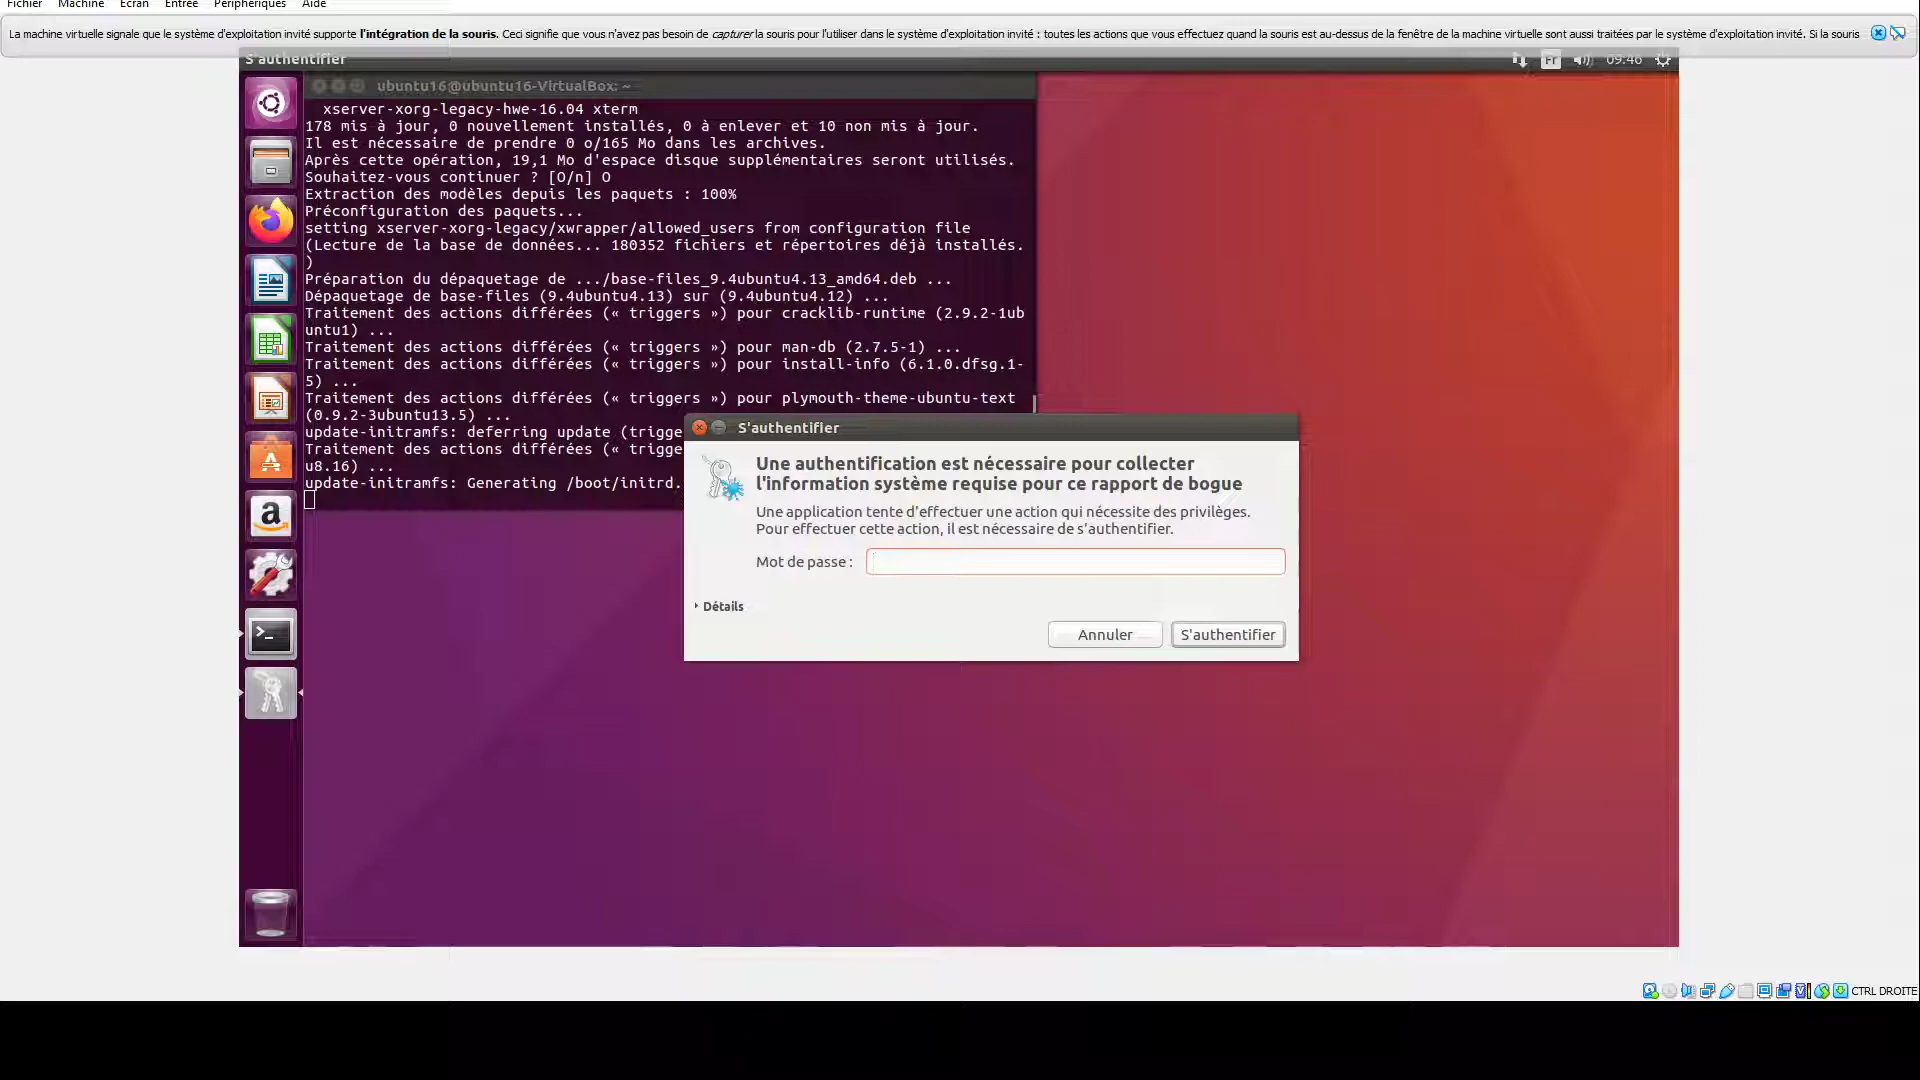 Fichier Machine Écran Entrée Périphériques Aide
La machine virtuelle signale que le système d'exploitation invité supporte l'intégration de la souris. Ceci signifie que vous n'avez pas besoin de capturer la souris pour l'utiliser dans le système d'exploitation invité : toutes les actions que vous effectuez quand la souris est au-dessus de la fenêtre de la machine virtuelle sont aussi traitées par le système d'exploitation invité. Si la souris
S'authentifier
Fr 09:46
ubuntu16@ubuntu16-VirtualBox: ~
xserver-xorg-legacy-hwe-16.04 xterm
178 mis à jour, 0 nouvellement installés, 0 à enlever et 10 non mis à jour.
Il est nécessaire de prendre 0 o/165 Mo dans les archives.
Après cette opération, 19,1 Mo d'espace disque supplémentaires seront utilisés.
Souhaitez-vous continuer ? [O/n] O
Extraction des modèles depuis les paquets : 100%
Préconfiguration des paquets...
setting xserver-xorg-legacy/xwrapper/allowed_users from configuration file
(Lecture de la base de données... 180352 fichiers et répertoires déjà installés.
)
Préparation du dépaquetage de .../base-files_9.4ubuntu4.13_amd64.deb ...
Dépaquetage de base-files (9.4ubuntu4.13) sur (9.4ubuntu4.12) ...
Traitement des actions différées (« triggers ») pour cracklib-runtime (2.9.2-1ub
untu1) ...
Traitement des actions différées (« triggers ») pour man-db (2.7.5-1) ...
Traitement des actions différées (« triggers ») pour install-info (6.1.0.dfsg.1-
5) ...
Traitement des actions différées (« triggers ») pour plymouth-theme-ubuntu-text
(0.9.2-3ubuntu13.5) ...
update-initramfs: deferring update (trigge
Traitement des actions différées (« trigge
u8.16) ...
update-initramfs: Generating /boot/initrd.
S'authentifier
Une authentification est nécessaire pour collecter
l'information système requise pour ce rapport de bogue
Une application tente d'effectuer une action qui nécessite des privilèges.
Pour effectuer cette action, il est nécessaire de s'authentifier.
Mot de passe :
Détails
Annuler S'authentifier
CTRL DROITE